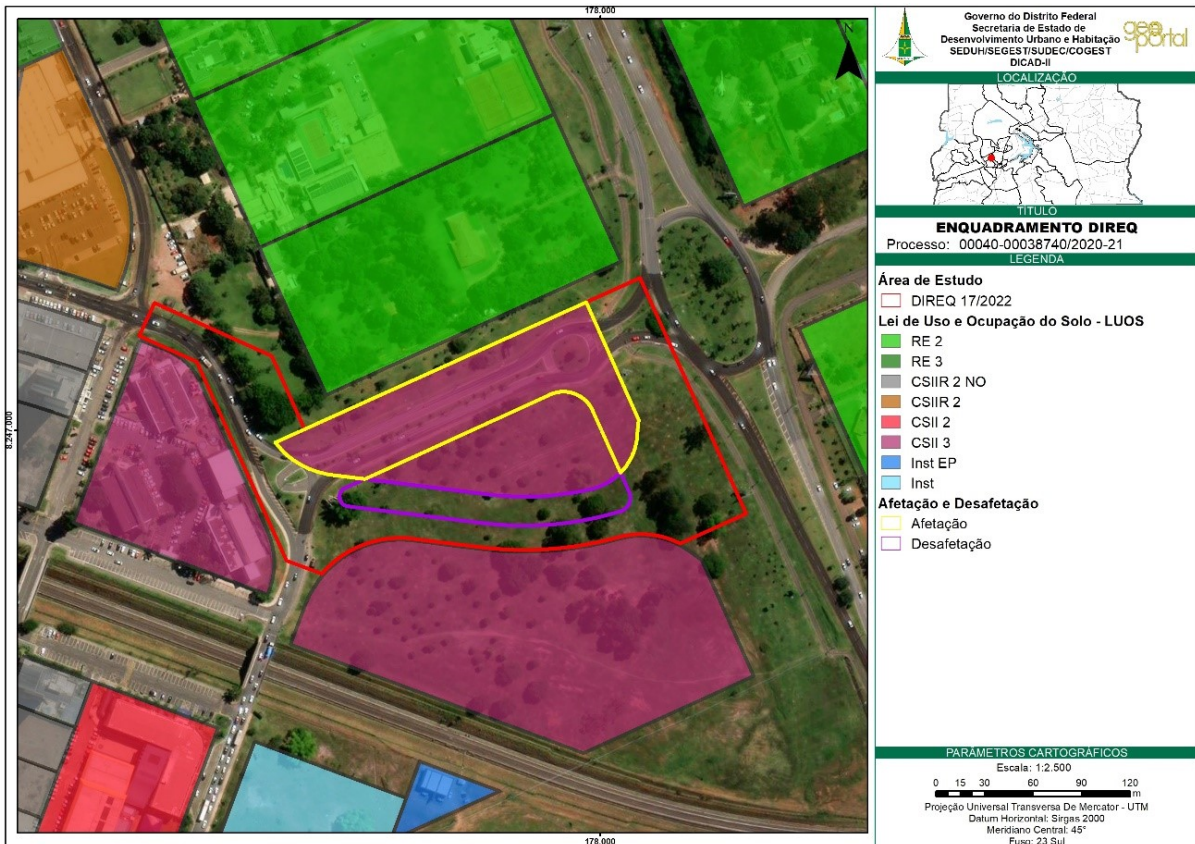 178.000
8.247.000
178.000
N
Governo do Distrito Federal
Secretaria de Estado de
Desenvolvimento Urbano e Habitação
SEDUH/SEGEST/SUDEC/COGEST
DICAD-II
geo
portal
LOCALIZAÇÃO
TÍTULO
ENQUADRAMENTO DIREQ
Processo: 00040-00038740/2020-21
LEGENDA
Área de Estudo
DIREQ 17/2022
Lei de Uso e Ocupação do Solo - LUOS
RE 2
RE 3
CSIIR 2 NO
CSIIR 2
CSII 2
CSII 3
Inst EP
Inst
Afetação e Desafetação
Afetação
Desafetação
PARÂMETROS CARTOGRÁFICOS
Escala: 1:2.500
0 15 30 60 90 120
m
Projeção Universal Transversa De Mercator - UTM
Datum Horizontal: Sirgas 2000
Meridiano Central: 45°
Fuso: 23 Sul